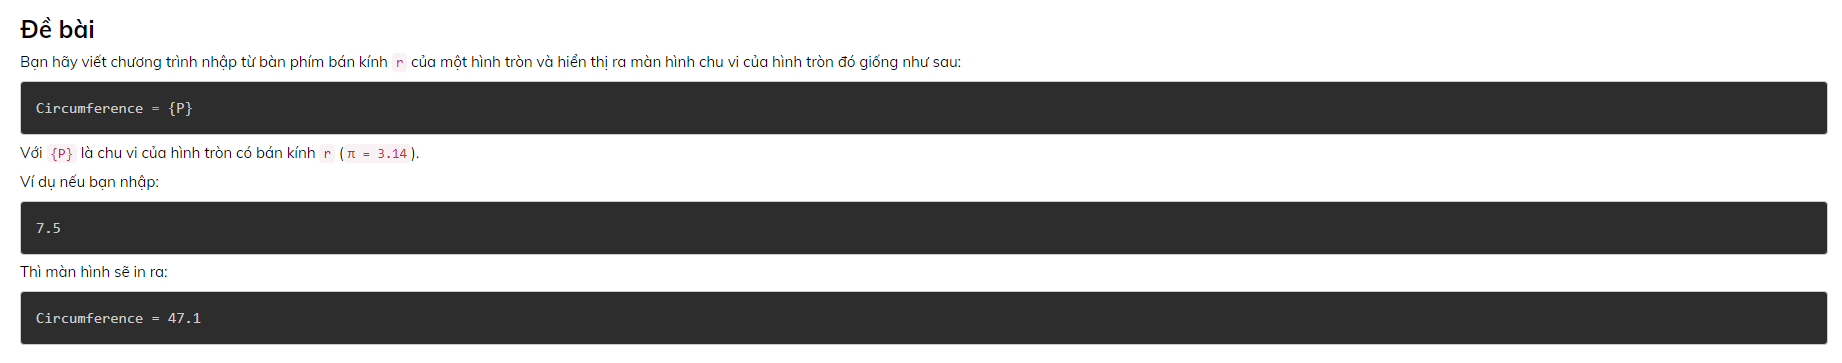 Đề bài
Bạn hãy viết chương trình nhập từ bàn phím bán kính r của một hình tròn và hiển thị ra màn hình chu vi của hình tròn đó giống như sau:
Circumference = {P}
Với {P} là chu vi của hình tròn có bán kính r (π = 3.14).
Ví dụ nếu bạn nhập:
7.5
Thì màn hình sẽ in ra:
Circumference = 47.1